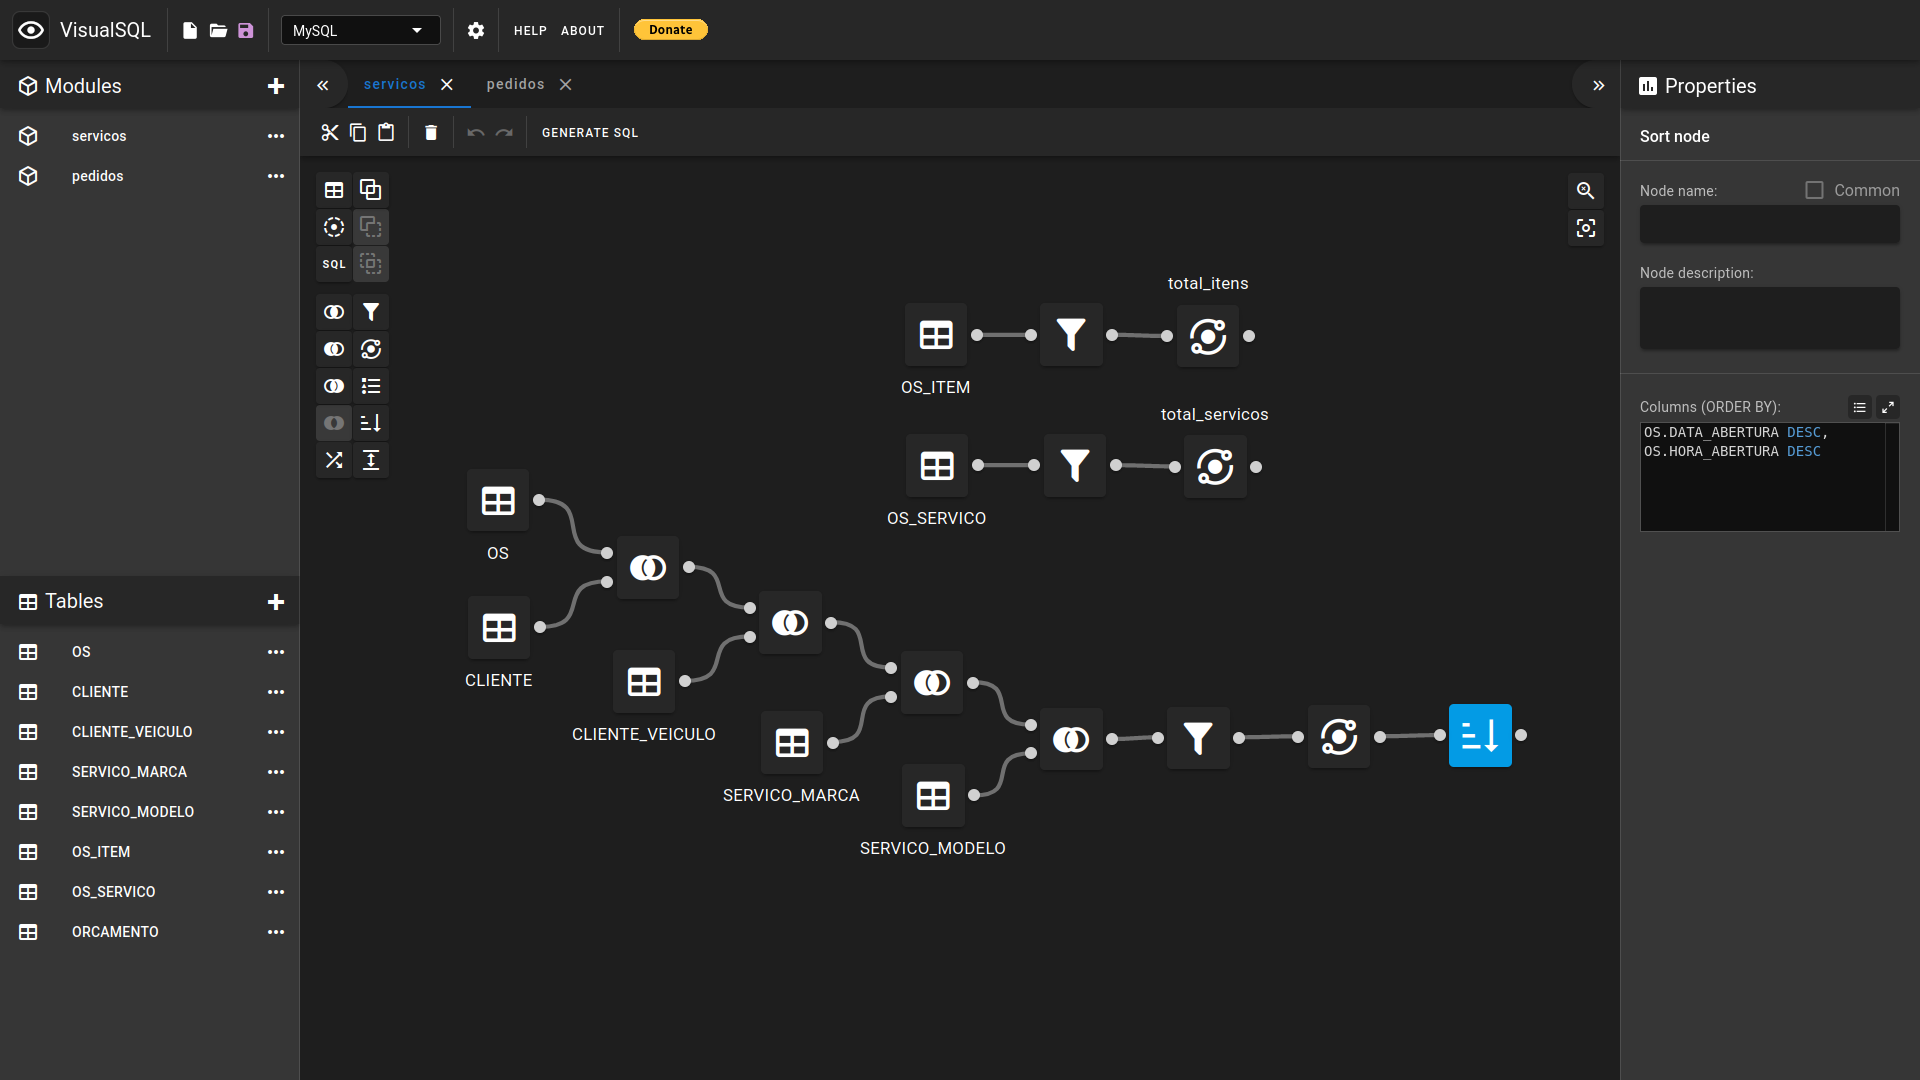 VisualSQL
MySQL
HELP
ABOUT
Donate
Modules
servicos
pedidos
Tables
OS
CLIENTE
CLIENTE_VEICULO
SERVICO_MARCA
SERVICO_MODELO
OS_ITEM
OS_SERVICO
ORCAMENTO
servicos
pedidos
GENERATE SQL
SQL
total_itens
OS_ITEM
total_servicos
OS_SERVICO
OS
CLIENTE
CLIENTE_VEICULO
SERVICO_MARCA
SERVICO_MODELO
Properties
Sort node
Node name:
Common
Node description:
Columns (ORDER BY):
OS.DATA_ABERTURA DESC,
OS.HORA_ABERTURA DESC